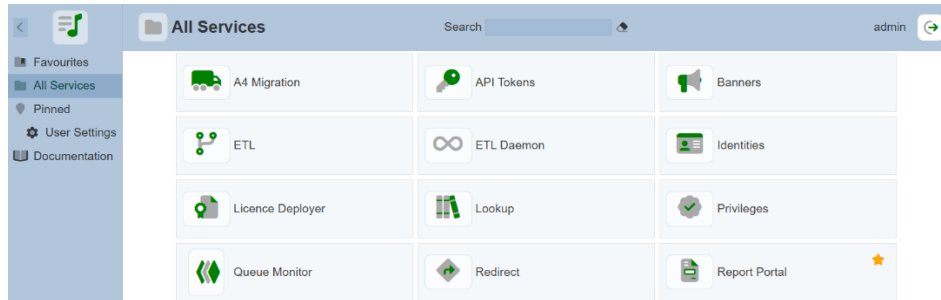 All Services
Search
admin
Favourites
All Services
Pinned
User Settings
Documentation
A4 Migration
API Tokens
Banners
ETL
ETL Daemon
Identities
Licence Deployer
Lookup
Privileges
Queue Monitor
Redirect
Report Portal